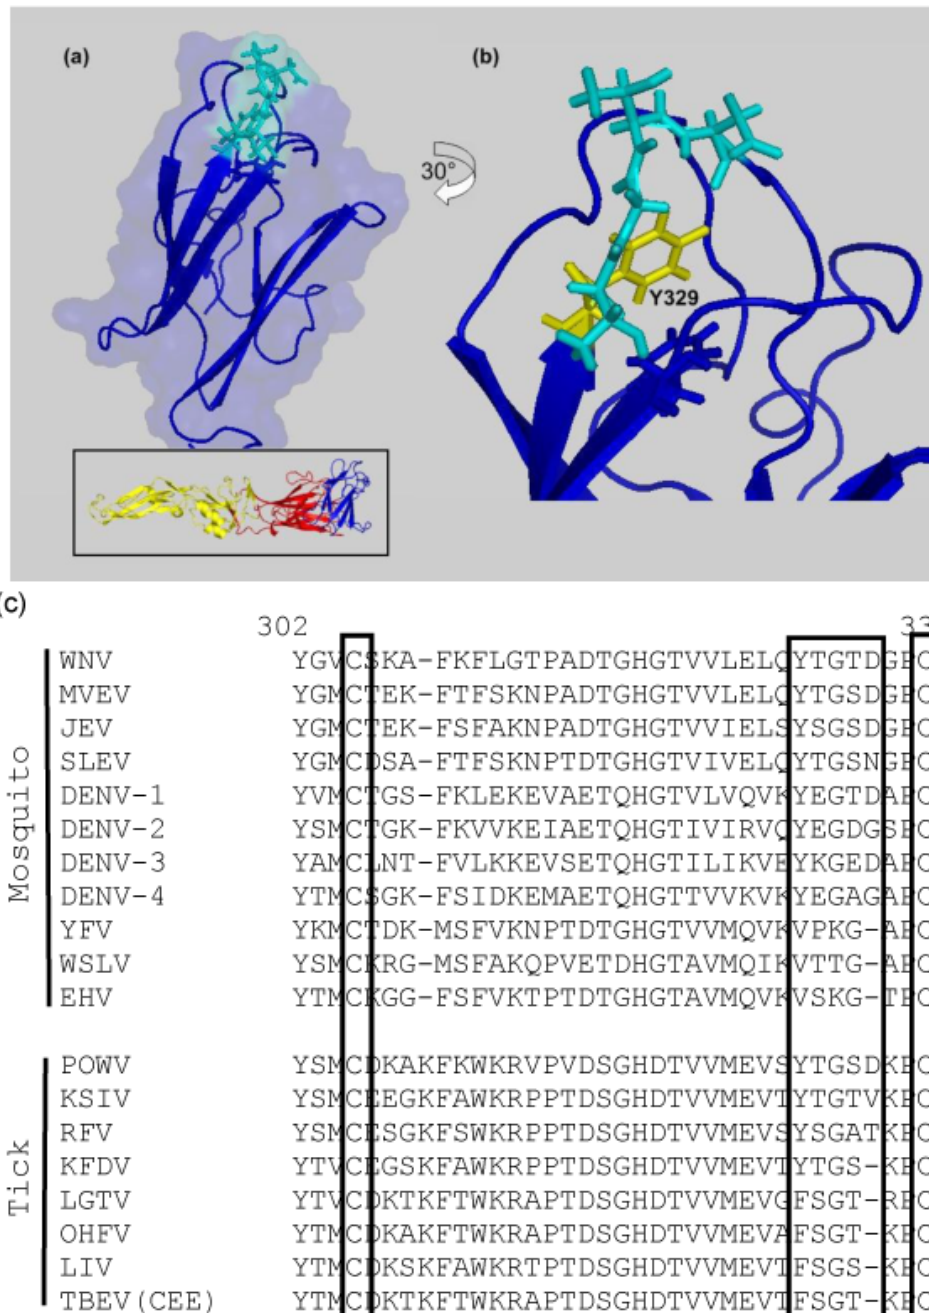 (a)
(b)
30°
Y329
(c)
302 33
WNV YGVCSKA-FKFLGTPADTGHGTVVLELQYTGTDGPC
MVEV YGMCTEK-FTFSKNPADTGHGTVVLELQYTGSDGPC
JEV YGMCTEK-FSFAKNPADTGHGTVVIELSYSGSDGPC
SLEV YGMCDSA-FTFSKNPTDTGHGTVIVELQYTGSNGPC
DENV-1 YVMCTGS-FKLEKEVAETQHGTVLVQVKYEGTDAPC
DENV-2 YSMCTGK-FKVVKEIAETQHGTIVIRVQYEGDGSPC
DENV-3 YAMCLNT-FVLKKEVSETQHGTILIKVEYKGEDAPC
DENV-4 YTMCSGK-FSIDKEMAETQHGTTVVKVKYEGAGAPC
YFV YKMCTDK-MSFVKNPTDTGHGTVVMQVKVPKG-APC
WSLV YSMCKRG-MSFAKQPVETDHGTAVMQIKVTTG-APC
EHV YTMCKGG-FSFVKTPTDTGHGTAVMQVKVSKG-TPC
Mosquito
POWV YSMCDKAKFKWKRVPVDSGHDTVVMEVSYTGSDKPC
KSIV YSMCEEGKFAWKRPPTDSGHDTVVMEVTYTGTVKPC
RFV YSMCESGKFSWKRPPTDSGHDTVVMEVSYSGATKPC
KFDV YTVCEGSKFAWKRPPTDSGHDTVVMEVTYTGS-KPC
LGTV YTVCDKTKFTWKRAPTDSGHDTVVMEVGFSGT-RPC
OHFV YTMCDKAKFTWKRAPTDSGHDTVVMEVAFSGT-KPC
LIV YTMCDKSKFTWKRTPTDSGHDTVVMEVTFSGS-KPC
TBEV(CEE) YTMCDKTKFTWKRAPTDSGHDTVVMEVTFSGT-KPC
Tick